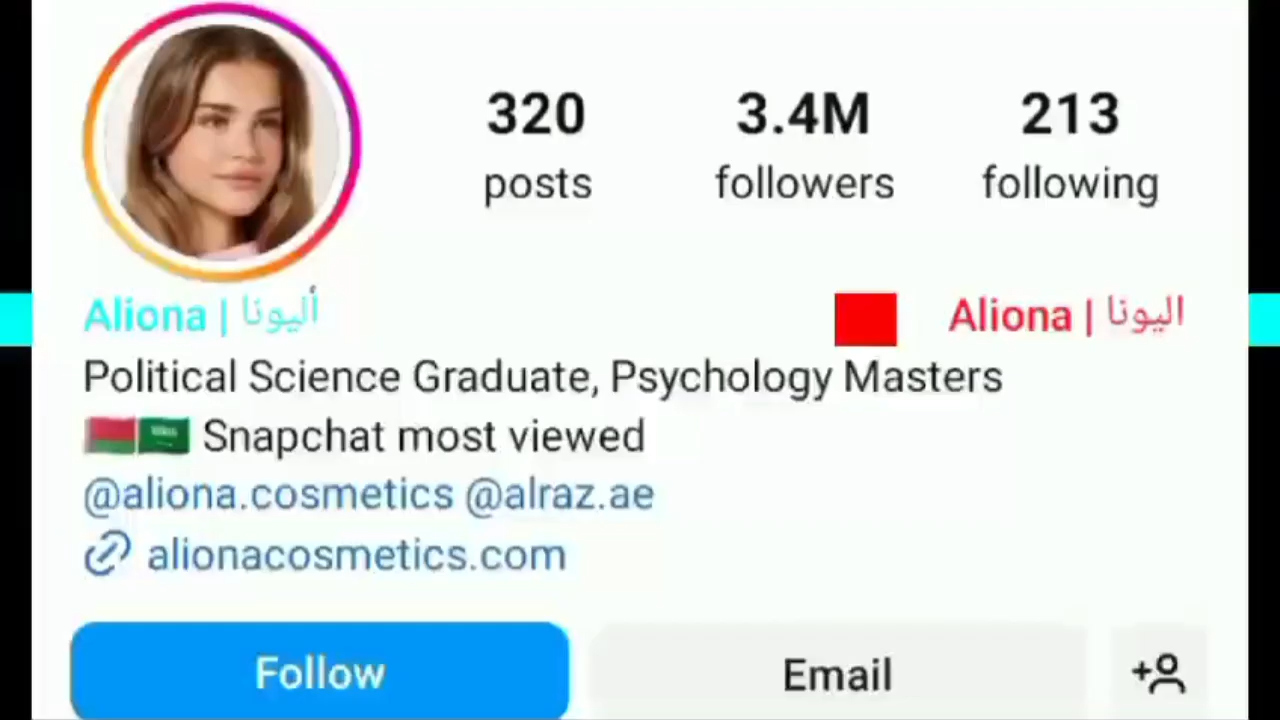 320 3.4M 213
posts followers following
Aliona | أليونا Aliona | اليونا
Political Science Graduate, Psychology Masters
Snapchat most viewed
@aliona.cosmetics @alraz.ae
alionacosmetics.com
Follow Email